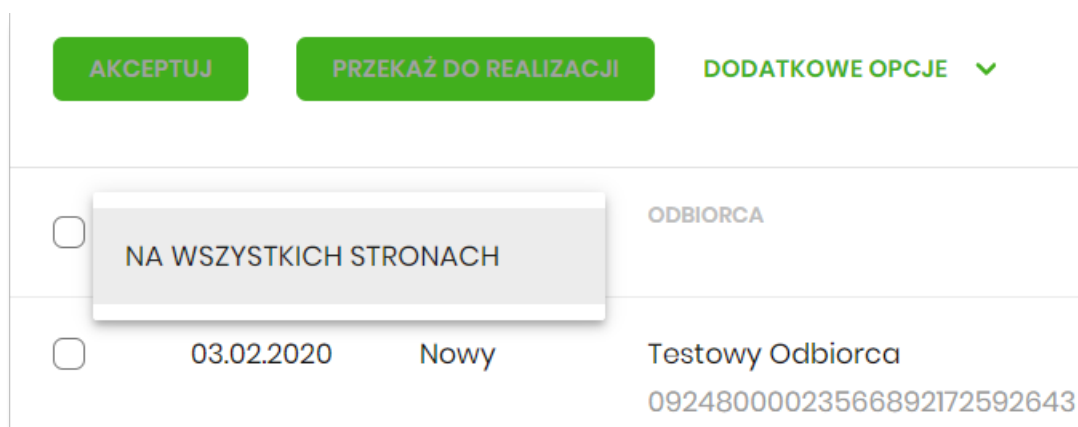 AKCEPTUJ PRZEKAŻ DO REALIZACJI DODATKOWE OPCJE
ODBIORCA
NA WSZYSTKICH STRONACH
03.02.2020 Nowy Testowy Odbiorca
09248000023566892172592643